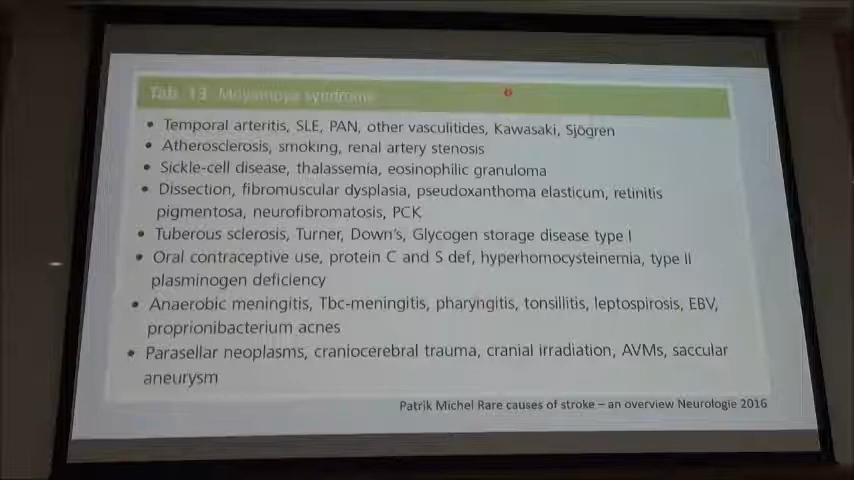 Tab. 13 Moyamoya syndrome
• Temporal arteritis, SLE, PAN, other vasculitides, Kawasaki, Sjögren
• Atherosclerosis, smoking, renal artery stenosis
• Sickle-cell disease, thalassemia, eosinophilic granuloma
• Dissection, fibromuscular dysplasia, pseudoxanthoma elasticum, retinitis
pigmentosa, neurofibromatosis, PCK
• Tuberous sclerosis, Turner, Down's, Glycogen storage disease type I
• Oral contraceptive use, protein C and S def, hyperhomocysteinemia, type II
plasminogen deficiency
• Anaerobic meningitis, Tbc-meningitis, pharyngitis, tonsillitis, leptospirosis, EBV,
proprionibacterium acnes
• Parasellar neoplasms, craniocerebral trauma, cranial irradiation, AVMs, saccular
aneurysm
Patrik Michel Rare causes of stroke – an overview Neurologie 2016